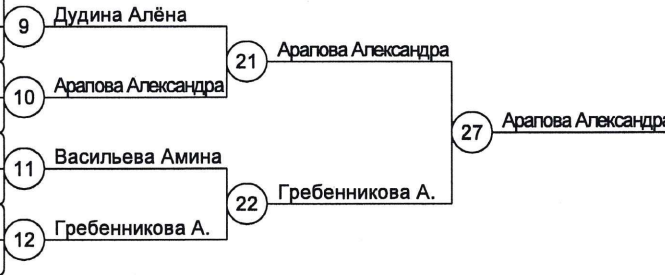 9 Дудина Алёна
21 Арапова Александра
10 Арапова Александра
27 Арапова Александра
11 Васильева Амина
22 Гребенникова А.
12 Гребенникова А.